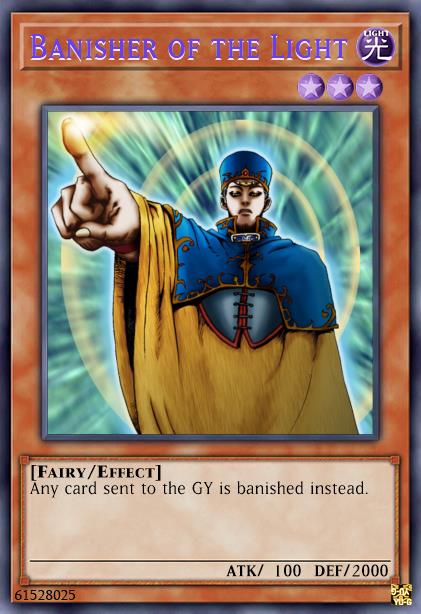 Banisher of the Light
LIGHT
光
[Fairy/Effect]
Any card sent to the GY is banished instead.
ATK/ 100 DEF/2000
61528025